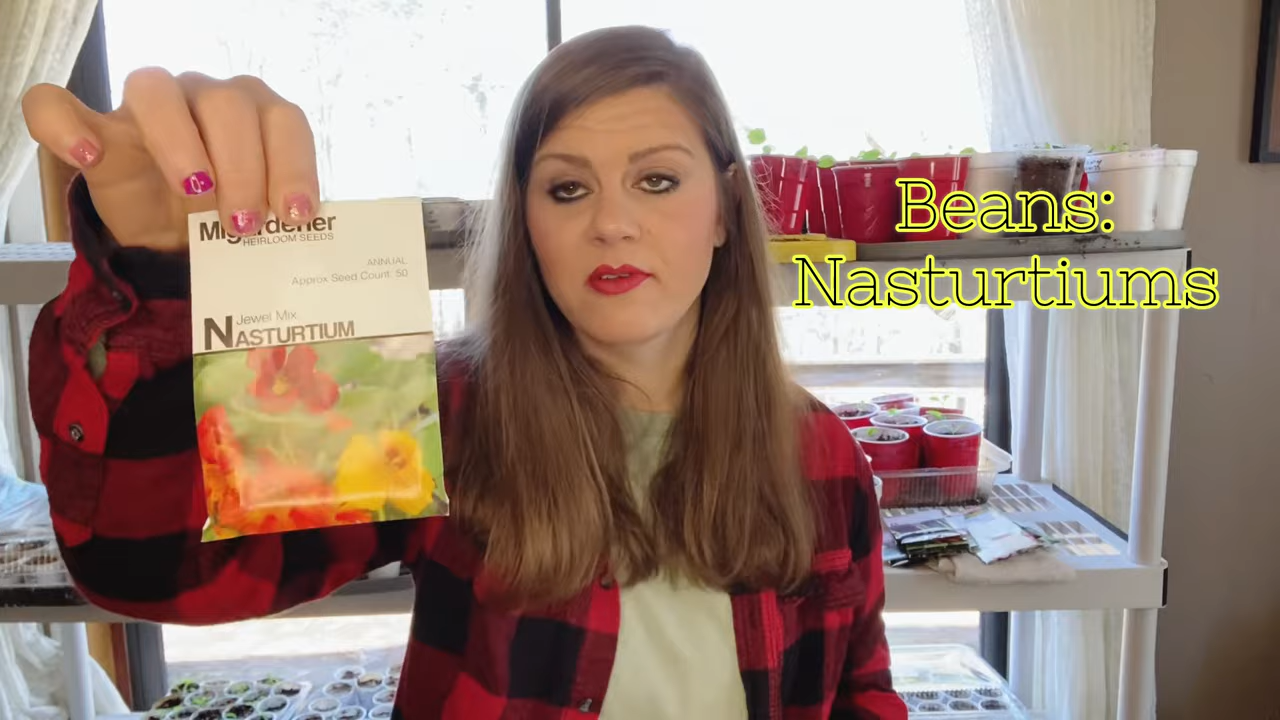 MIgardener
HEIRLOOM SEEDS
ANNUAL
Approx Seed Count: 50
Jewel Mix
NASTURTIUM
Beans:
Nasturtiums